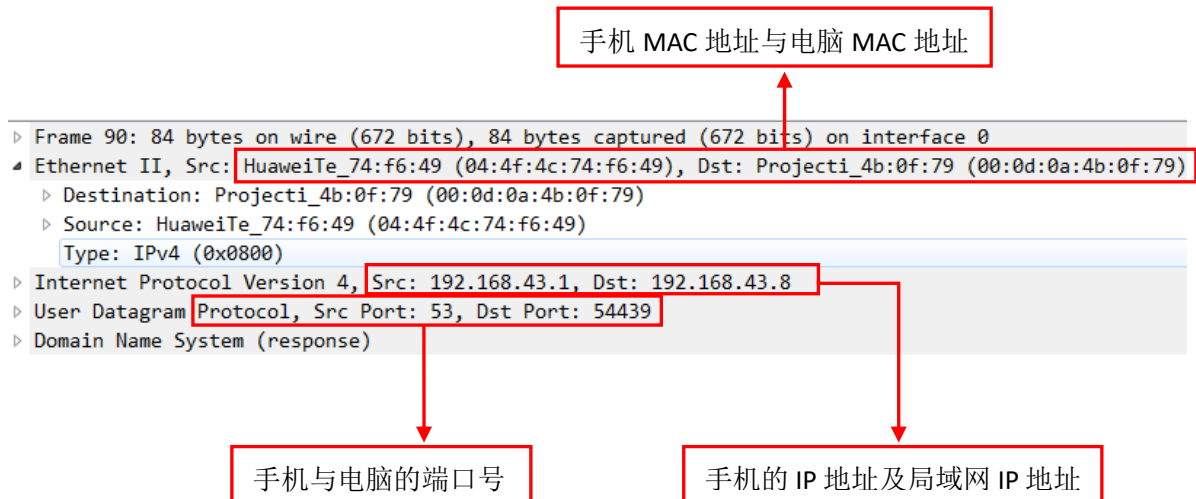 手机 MAC 地址与电脑 MAC 地址
Frame 90: 84 bytes on wire (672 bits), 84 bytes captured (672 bits) on interface 0
Ethernet II, Src: HuaweiTe_74:f6:49 (04:4f:4c:74:f6:49), Dst: Projecti_4b:0f:79 (00:0d:0a:4b:0f:79)
Destination: Projecti_4b:0f:79 (00:0d:0a:4b:0f:79)
Source: HuaweiTe_74:f6:49 (04:4f:4c:74:f6:49)
Type: IPv4 (0x0800)
Internet Protocol Version 4, Src: 192.168.43.1, Dst: 192.168.43.8
User Datagram Protocol, Src Port: 53, Dst Port: 54439
Domain Name System (response)
手机与电脑的端口号
手机的 IP 地址及局域网 IP 地址